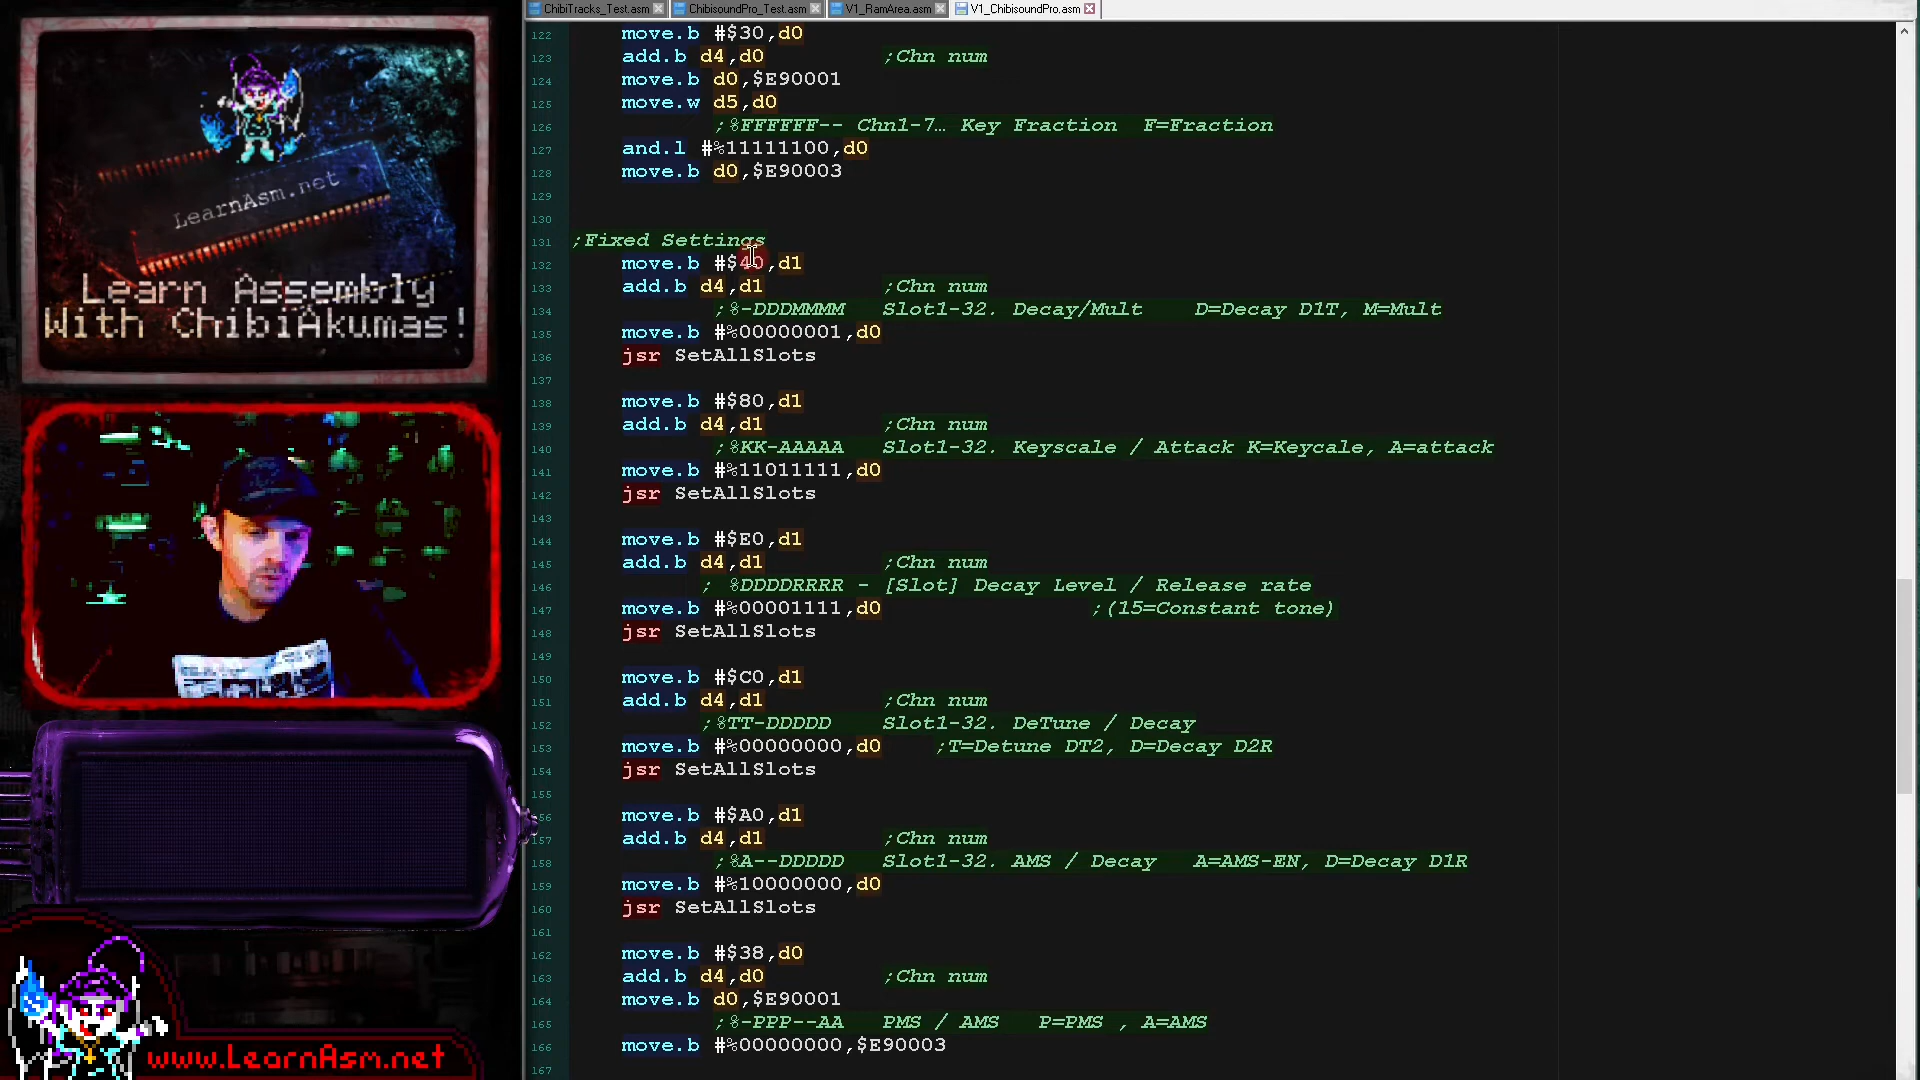 ChibiTracks_Test.asm ChibisoundPro_Test.asm V1_RamArea.asm V1_ChibisoundPro.asm
LearnAsm.net
Learn Assembly
With ChibiAkumas!
www.LearnAsm.net
122 move.b #$30,d0
123 add.b d4,d0 ;Chn num
124 move.b d0,$E90001
125 move.w d5,d0
126 ;%FFFFFF-- Chn1-7… Key Fraction F=Fraction
127 and.l #%11111100,d0
128 move.b d0,$E90003
129
130
131 ;Fixed Settings
132 move.b #$40,d1
133 add.b d4,d1 ;Chn num
134 ;%-DDDMMMM Slot1-32. Decay/Mult D=Decay D1T, M=Mult
135 move.b #%00000001,d0
136 jsr SetAllSlots
137
138 move.b #$80,d1
139 add.b d4,d1 ;Chn num
140 ;%KK-AAAAA Slot1-32. Keyscale / Attack K=Keycale, A=attack
141 move.b #%11011111,d0
142 jsr SetAllSlots
143
144 move.b #$E0,d1
145 add.b d4,d1 ;Chn num
146 ; %DDDDRRRR - [Slot] Decay Level / Release rate
147 move.b #%00001111,d0 ;(15=Constant tone)
148 jsr SetAllSlots
149
150 move.b #$C0,d1
151 add.b d4,d1 ;Chn num
152 ;%TT-DDDDD Slot1-32. DeTune / Decay
153 move.b #%00000000,d0 ;T=Detune DT2, D=Decay D2R
154 jsr SetAllSlots
155
156 move.b #$A0,d1
157 add.b d4,d1 ;Chn num
158 ;%A--DDDDD Slot1-32. AMS / Decay A=AMS-EN, D=Decay D1R
159 move.b #%10000000,d0
160 jsr SetAllSlots
161
162 move.b #$38,d0
163 add.b d4,d0 ;Chn num
164 move.b d0,$E90001
165 ;%-PPP--AA PMS / AMS P=PMS , A=AMS
166 move.b #%00000000,$E90003
167